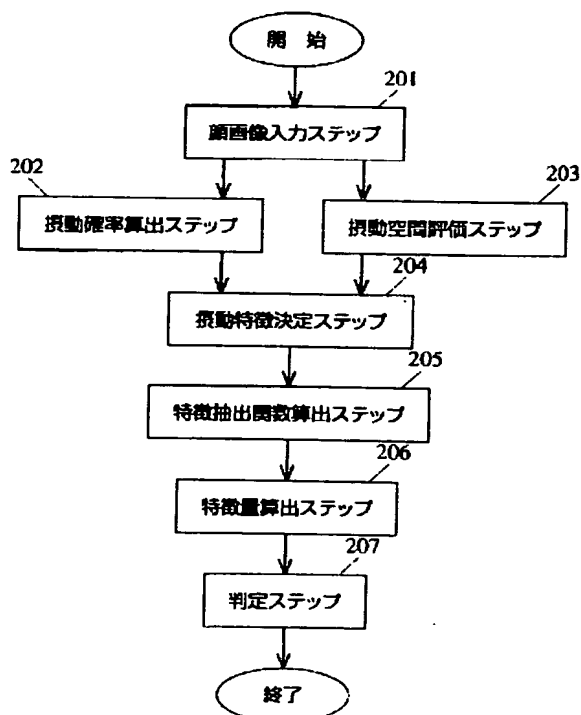 開 始
201
顔画像入力ステップ
202
摂動確率算出ステップ
203
摂動空間評価ステップ
204
摂動特徴決定ステップ
205
特徴抽出関数算出ステップ
206
特徴量算出ステップ
207
判定ステップ
終了